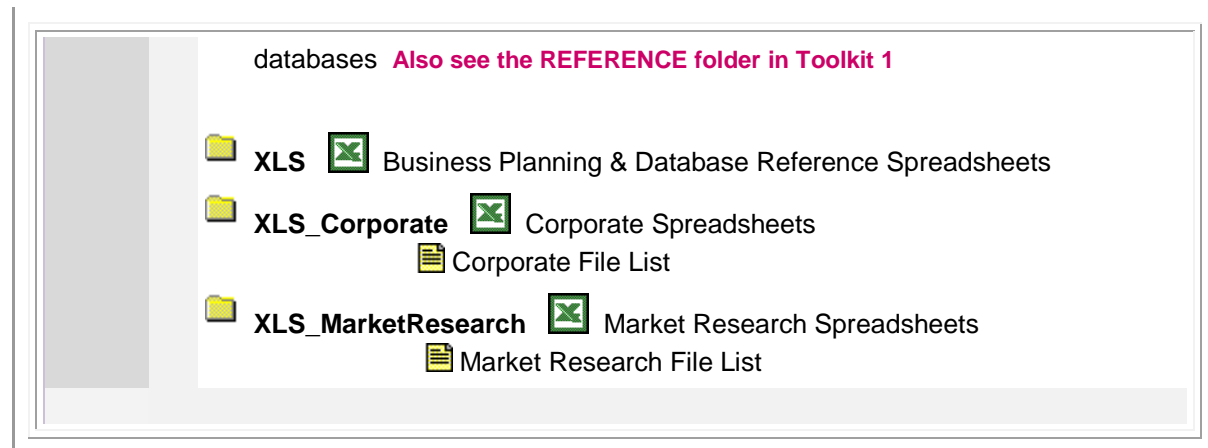 databases Also see the REFERENCE folder in Toolkit 1
XLS Business Planning & Database Reference Spreadsheets
XLS_Corporate Corporate Spreadsheets
Corporate File List
XLS_MarketResearch Market Research Spreadsheets
Market Research File List